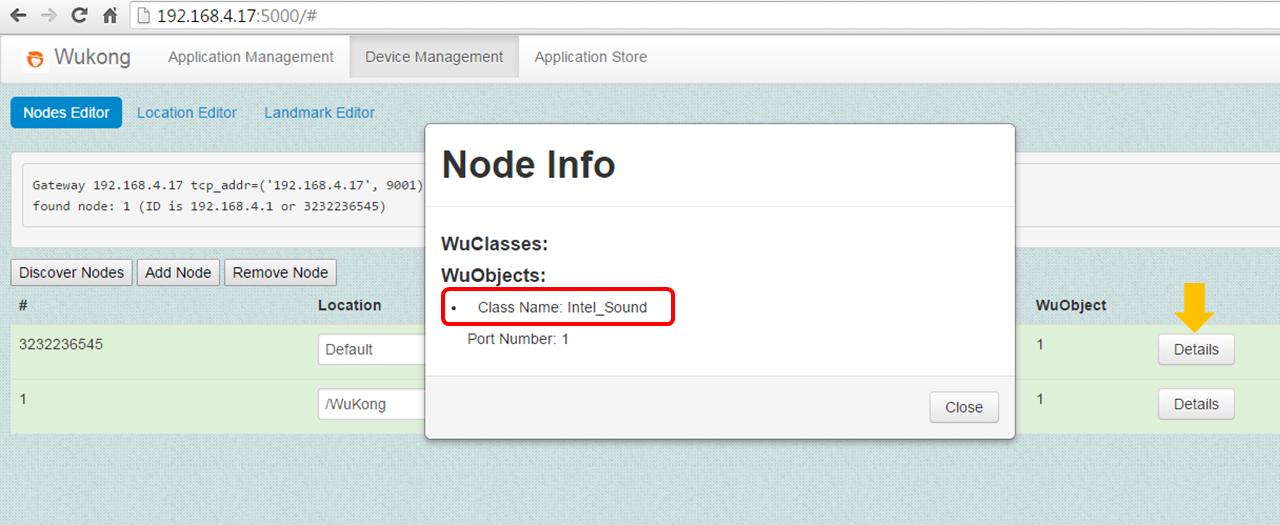 192.168.4.17:5000/#
Wukong Application Management Device Management Application Store
Nodes Editor Location Editor Landmark Editor
Gateway 192.168.4.17 tcp_addr=('192.168.4.17', 9001)
found node: 1 (ID is 192.168.4.1 or 3232236545)
Discover Nodes Add Node Remove Node
# Location WuObject
3232236545 Default 1 Details
1 /WuKong 1 Details
Node Info
WuClasses:
WuObjects:
• Class Name: Intel_Sound
Port Number: 1
Close